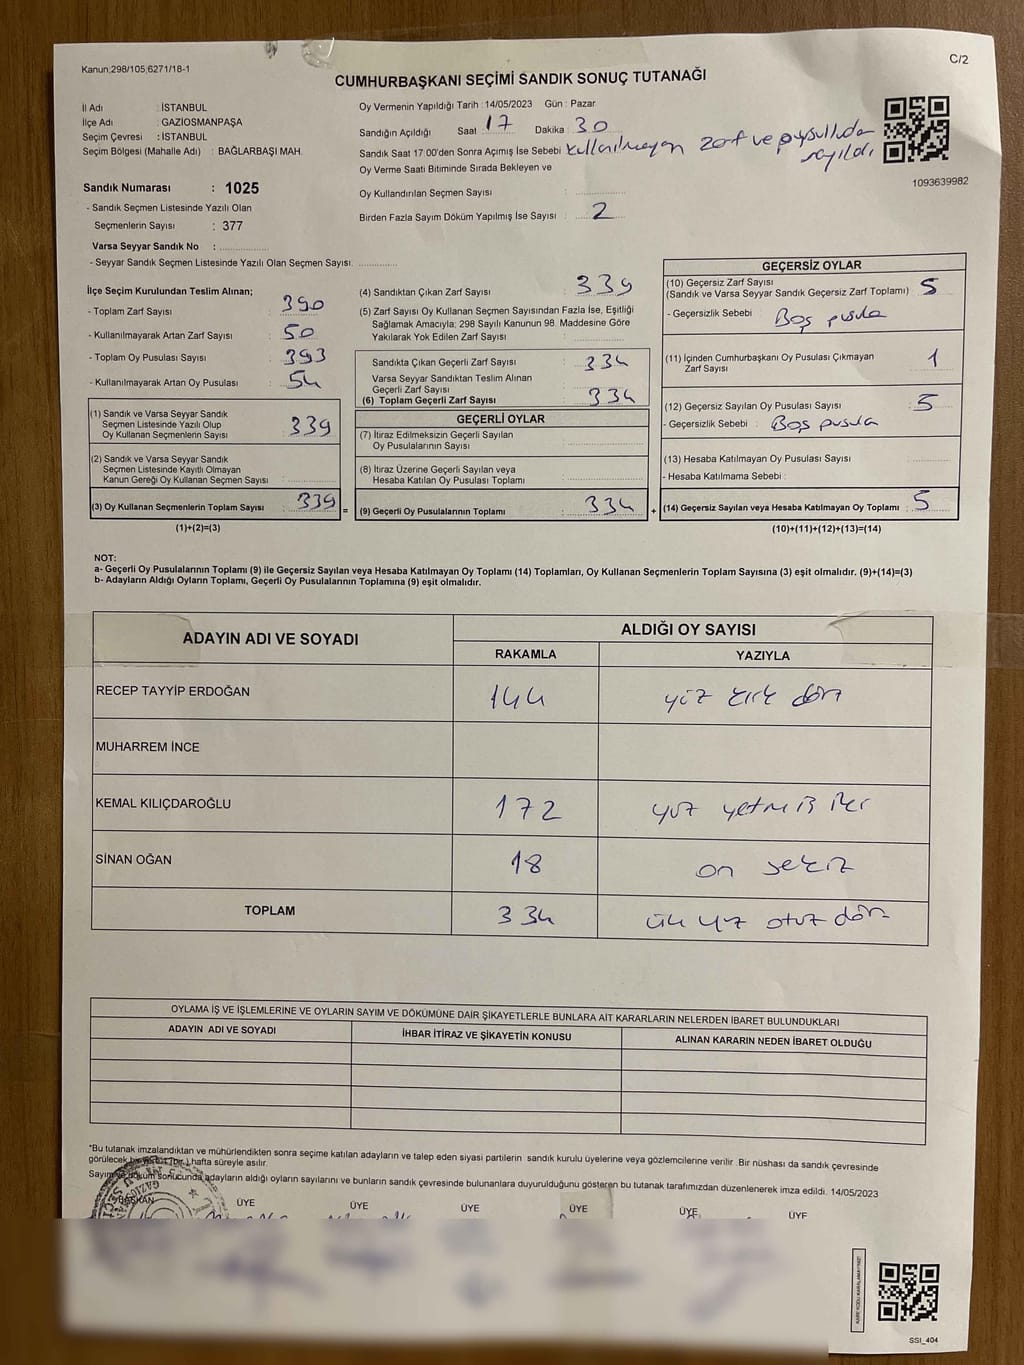 Kanun;298/105;6271/18-1
C/2
CUMHURBAŞKANI SEÇİMİ SANDIK SONUÇ TUTANAĞI
İl Adı : İSTANBUL
İlçe Adı : GAZİOSMANPAŞA
Seçim Çevresi : İSTANBUL
Seçim Bölgesi (Mahalle Adı) : BAĞLARBAŞI MAH.
Oy Vermenin Yapıldığı Tarih :14/05/2023 Gün : Pazar
Sandığın Açıldığı Saat 17 Dakika 30
Sandık Saat 17:00'den Sonra Açımış İse Sebebi kullanılmayan zarf ve pusulada
sayıldı
Oy Verme Saati Bitiminde Sırada Bekleyen ve
Oy Kullandırılan Seçmen Sayısı :
Birden Fazla Sayım Döküm Yapılmış İse Sayısı : 2
1093639982
Sandık Numarası : 1025
- Sandık Seçmen Listesinde Yazılı Olan
Seçmenlerin Sayısı : 377
Varsa Seyyar Sandık No :
- Seyyar Sandık Seçmen Listesinde Yazılı Olan Seçmen Sayısı.
İlçe Seçim Kurulundan Teslim Alınan;
- Toplam Zarf Sayısı : 390
- Kullanılmayarak Artan Zarf Sayısı : 50
- Toplam Oy Pusulası Sayısı : 393
- Kullanılmayarak Artan Oy Pusulası : 54
(1) Sandık ve Varsa Seyyar Sandık
Seçmen Listesinde Yazılı Olup
Oy Kullanan Seçmenlerin Sayısı : 339
(2) Sandık ve Varsa Seyyar Sandık
Seçmen Listesinde Kayıtlı Olmayan
Kanun Gereği Oy Kullanan Seçmen Sayısı :
(3) Oy Kullanan Seçmenlerin Toplam Sayısı : 339 =
(1)+(2)=(3)
(4) Sandıktan Çıkan Zarf Sayısı : 339
(5) Zarf Sayısı Oy Kullanan Seçmen Sayısından Fazla İse, Eşitliği
Sağlamak Amacıyla; 298 Sayılı Kanunun 98. Maddesine Göre
Yakılarak Yok Edilen Zarf Sayısı :
Sandıkta Çıkan Geçerli Zarf Sayısı : 334
Varsa Seyyar Sandıktan Teslim Alınan
Geçerli Zarf Sayısı :
(6) Toplam Geçerli Zarf Sayısı : 334
GEÇERLİ OYLAR
(7) İtiraz Edilmeksizin Geçerli Sayılan
Oy Pusulalarının Sayısı :
(8) İtiraz Üzerine Geçerli Sayılan veya
Hesaba Katılan Oy Pusulası Toplamı :
(9) Geçerli Oy Pusulalarının Toplamı : 334 +
GEÇERSİZ OYLAR
(10) Geçersiz Zarf Sayısı
(Sandık ve Varsa Seyyar Sandık Geçersiz Zarf Toplamı) : 5
- Geçersizlik Sebebi : Boş pusula
(11) İçinden Cumhurbaşkanı Oy Pusulası Çıkmayan
Zarf Sayısı : 1
(12) Geçersiz Sayılan Oy Pusulası Sayısı : 5
- Geçersizlik Sebebi : Boş pusula
(13) Hesaba Katılmayan Oy Pusulası Sayısı :
- Hesaba Katılmama Sebebi :
(14) Geçersiz Sayılan veya Hesaba Katılmayan Oy Toplamı : 5
(10)+(11)+(12)+(13)=(14)
NOT:
a- Geçerli Oy Pusulalarının Toplamı (9) ile Geçersiz Sayılan veya Hesaba Katılmayan Oy Toplamı (14) Toplamları, Oy Kullanan Seçmenlerin Toplam Sayısına (3) eşit olmalıdır. (9)+(14)=(3)
b- Adayların Aldığı Oyların Toplamı, Geçerli Oy Pusulalarının Toplamına (9) eşit olmalıdır.
ADAYIN ADI VE SOYADI
ALDIĞI OY SAYISI
RAKAMLA YAZIYLA
RECEP TAYYİP ERDOĞAN 144 yüz kırk dört
MUHARREM İNCE
KEMAL KILIÇDAROĞLU 172 yüz yetmiş iki
SİNAN OĞAN 18 on sekiz
TOPLAM 334 üç yüz otuz dört
OYLAMA İŞ VE İŞLEMLERİNE VE OYLARIN SAYIM VE DÖKÜMÜNE DAİR ŞİKAYETLERLE BUNLARA AİT KARARLARIN NELERDEN İBARET BULUNDUKLARI
ADAYIN ADI VE SOYADI İHBAR İTİRAZ VE ŞİKAYETİN KONUSU ALINAN KARARIN NEDEN İBARET OLDUĞU
*Bu tutanak imzalandıktan ve mühürlendikten sonra seçime katılan adayların ve talep eden siyasi partilerin sandık kurulu üyelerine veya gözlemcilerine verilir .Bir nüshası da sandık çevresinde
görülecek bir hafta süreyle asılır.
Sayım ve döküm sonucunda adayların aldığı oyların sayılarını ve bunların sandık çevresinde bulunanlara duyurulduğunu gösteren bu tutanak tarafımızdan düzenlenerek imza edildi. 14/05/2023
BAŞKAN ÜYE ÜYE ÜYE ÜYE ÜYE ÜYE
SSI_404